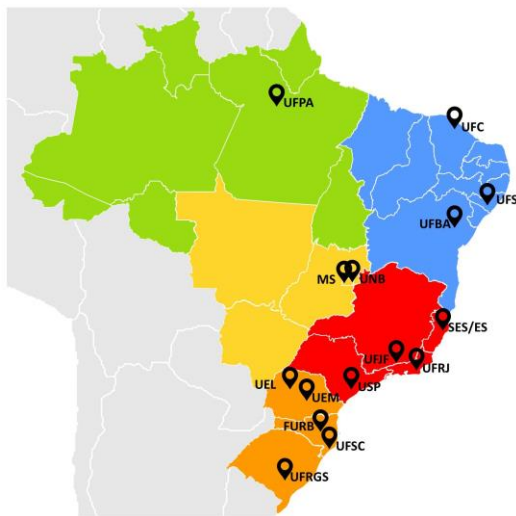 UFPA
UFC
UFS
UFBA
MS
UNB
SES/ES
UFJF
UFRJ
UEL
UEM
USP
FURB
UFSC
UFRGS